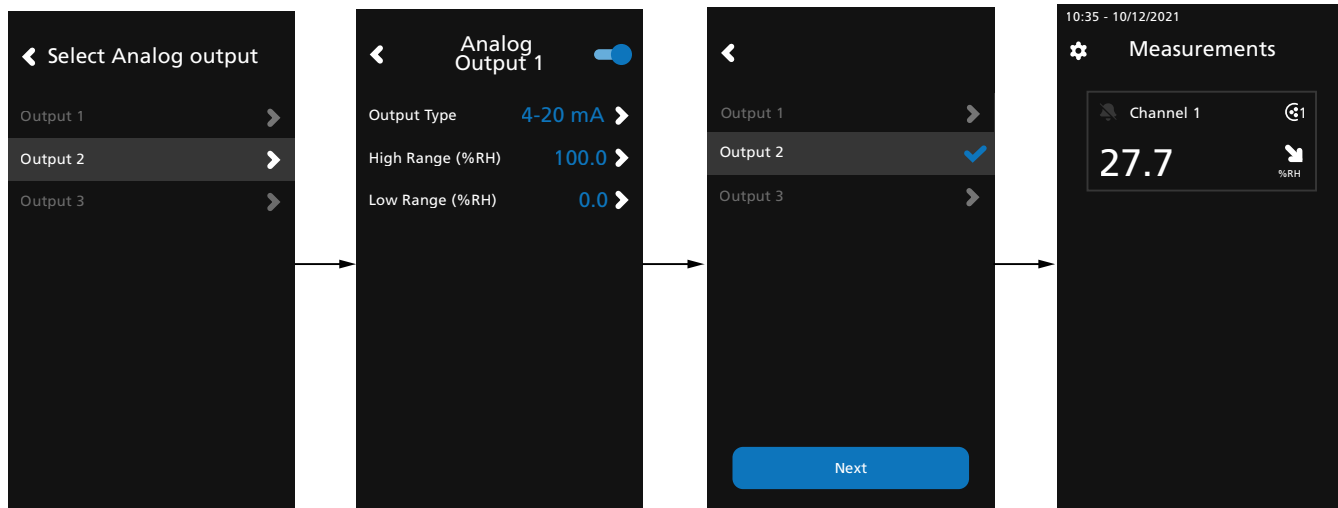 Select Analog output
Output 1
Output 2
Output 3
Analog
Output 1
Output Type 4-20 mA
High Range (%RH) 100.0
Low Range (%RH) 0.0
Output 1
Output 2
Output 3
Next
10:35 - 10/12/2021
Measurements
Channel 1 1
27.7 %RH